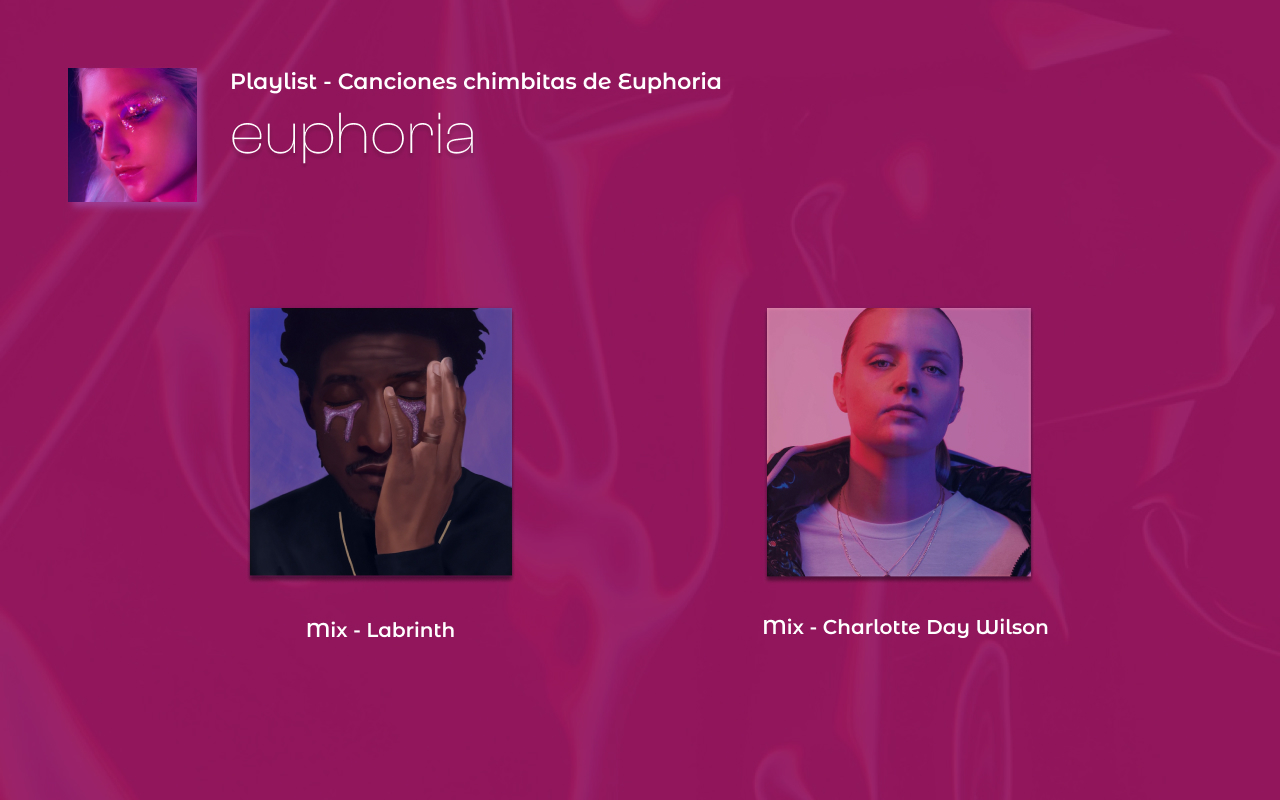 Playlist - Canciones chimbitas de Euphoria
euphoria
Mix - Labrinth
Mix - Charlotte Day Wilson